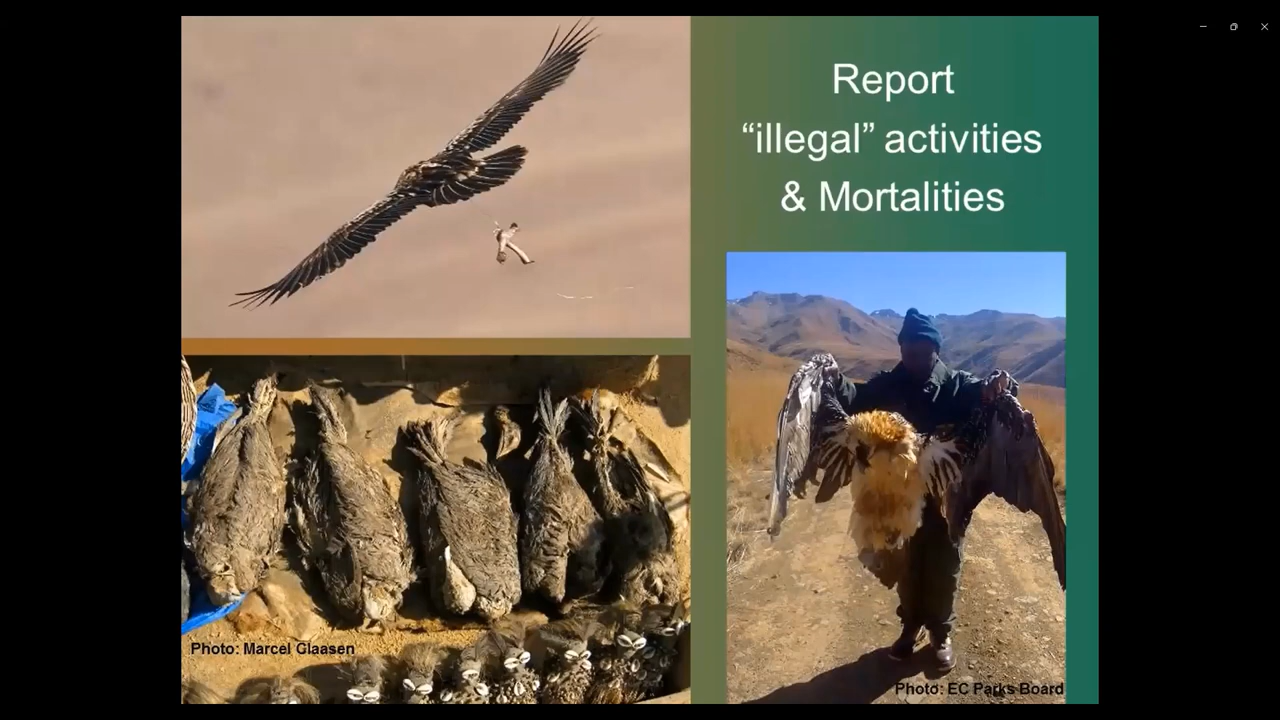 Report
“illegal” activities
& Mortalities
Photo: Marcel Claasen
Photo: EC Parks Board